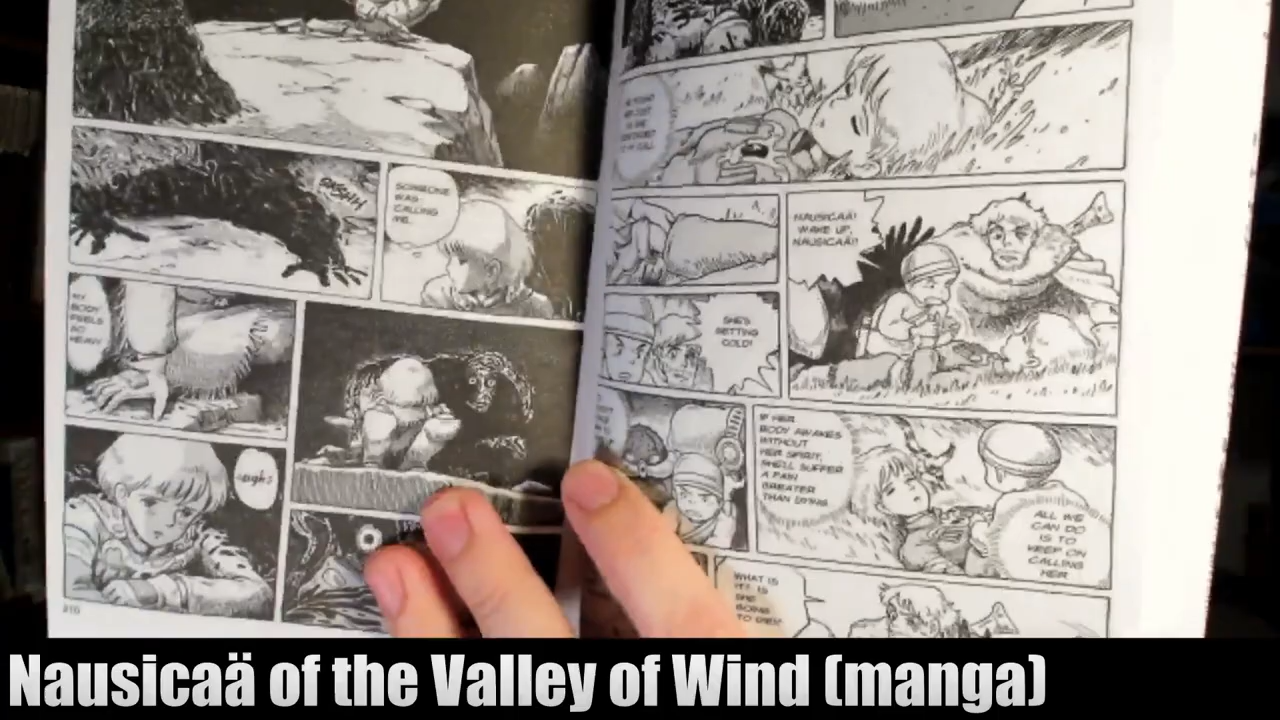 GASSHH
SOMEONE
WAS
CALLING
ME.
MY
BODY
FEELS
SO
HEAVY
SIGH
210
NAUSICAÄ!
WAKE UP,
NAUSICAÄ!!
SHE'S
GETTING
COLD!
IF HER
BODY AWAKES
WITHOUT
HER SPIRIT,
SHE'LL SUFFER
A PAIN
GREATER
THAN DYING.
ALL WE
CAN DO
IS TO
KEEP ON
CALLING
HER
WHAT IS
IT? IS
SHE
GOING
TO DIE?!
Nausicaä of the Valley of Wind (manga)